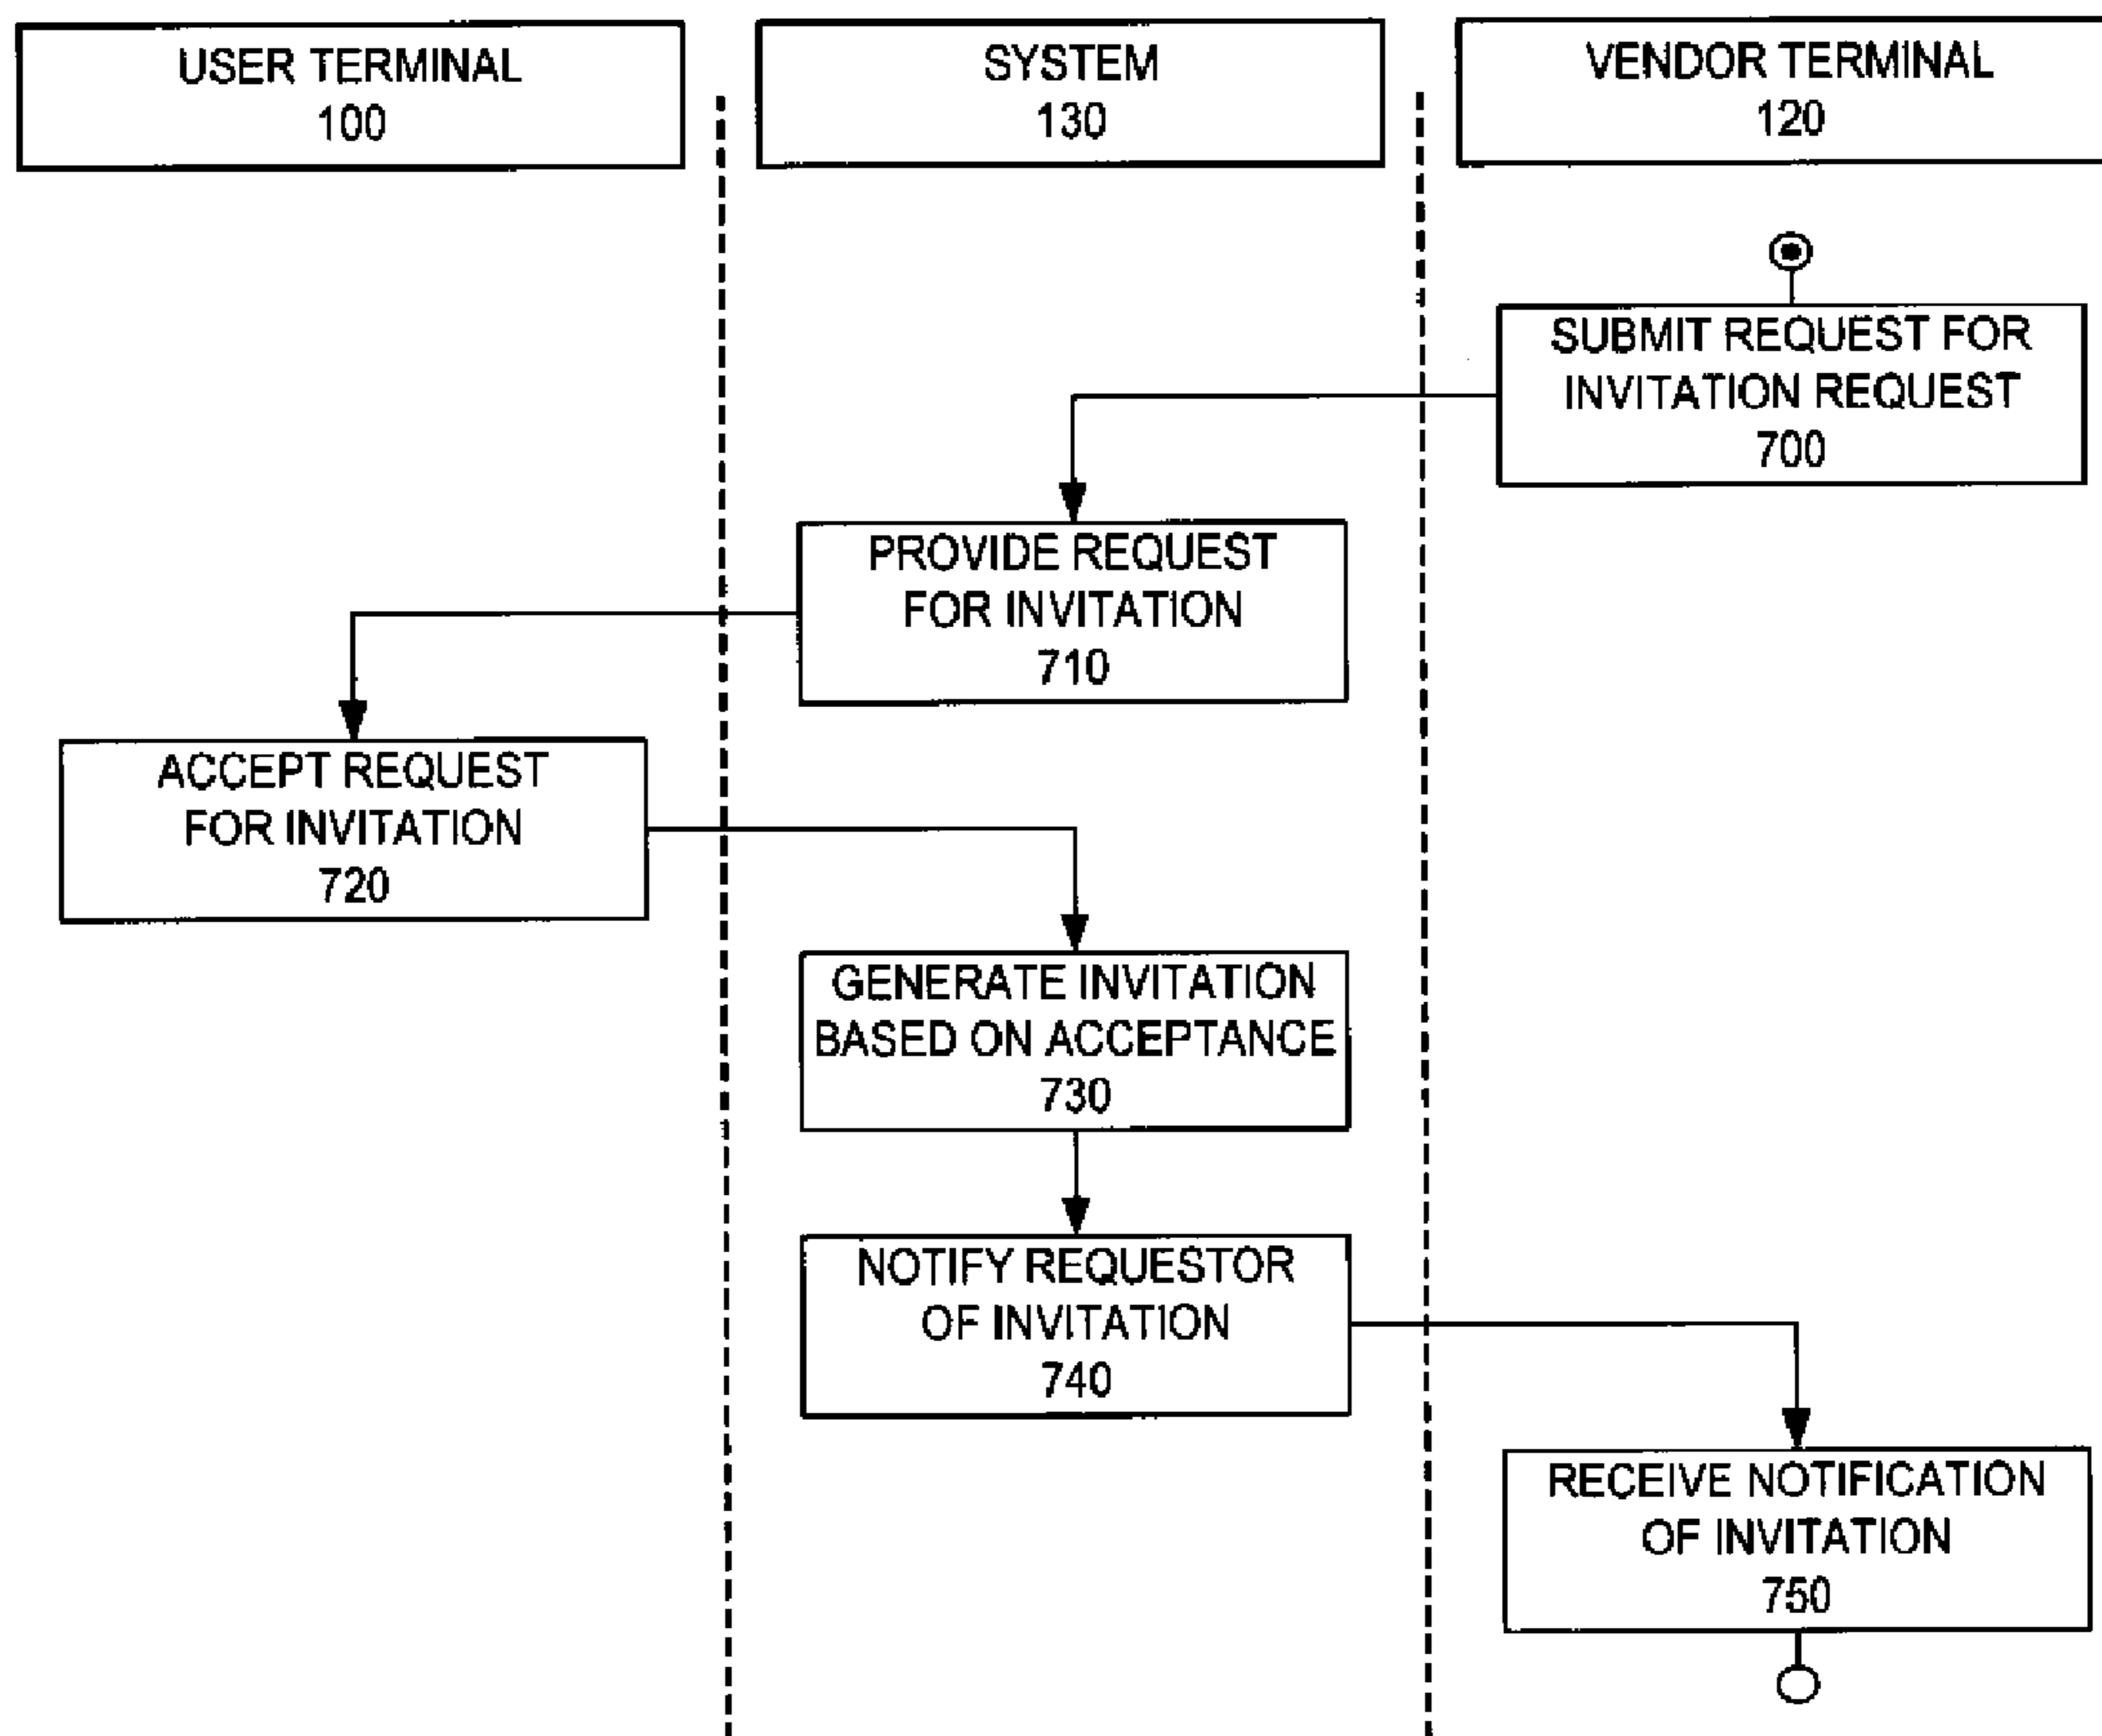 USER TERMINAL
100
SYSTEM
130
VENDOR TERMINAL
120
SUBMIT REQUEST FOR
INVITATION REQUEST
700
PROVIDE REQUEST
FOR INVITATION
710
ACCEPT REQUEST
FOR INVITATION
720
GENERATE INVITATION
BASED ON ACCEPTANCE
730
NOTIFY REQUESTOR
OF INVITATION
740
RECEIVE NOTIFICATION
OF INVITATION
750